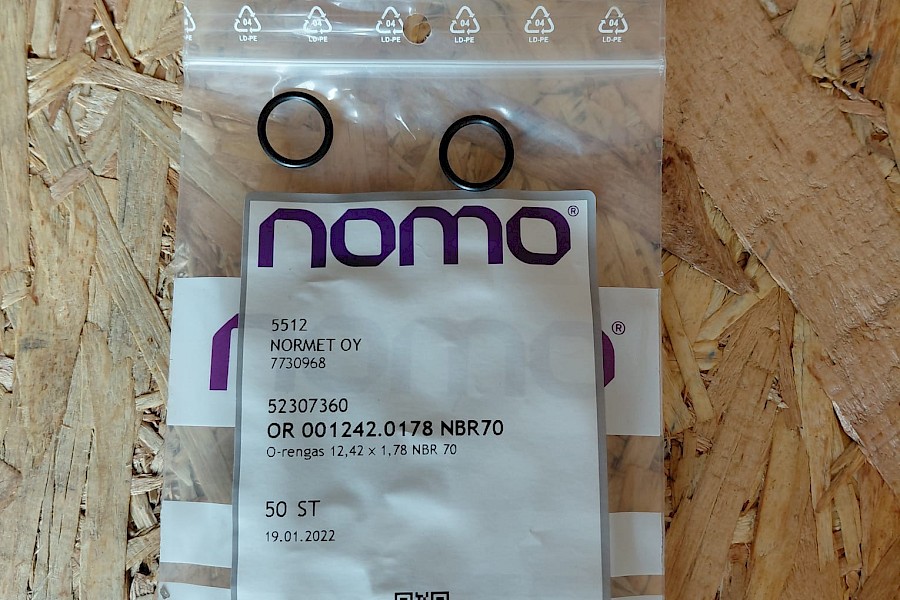 04 04 04 04 04 04
LD-PE LD-PE LD-PE LD-PE LD-PE LD-PE
nomo®
5512
NORMET OY
7730968
®
52307360
OR 001242.0178 NBR70
O-rengas 12,42 x 1,78 NBR 70
50 ST
19.01.2022